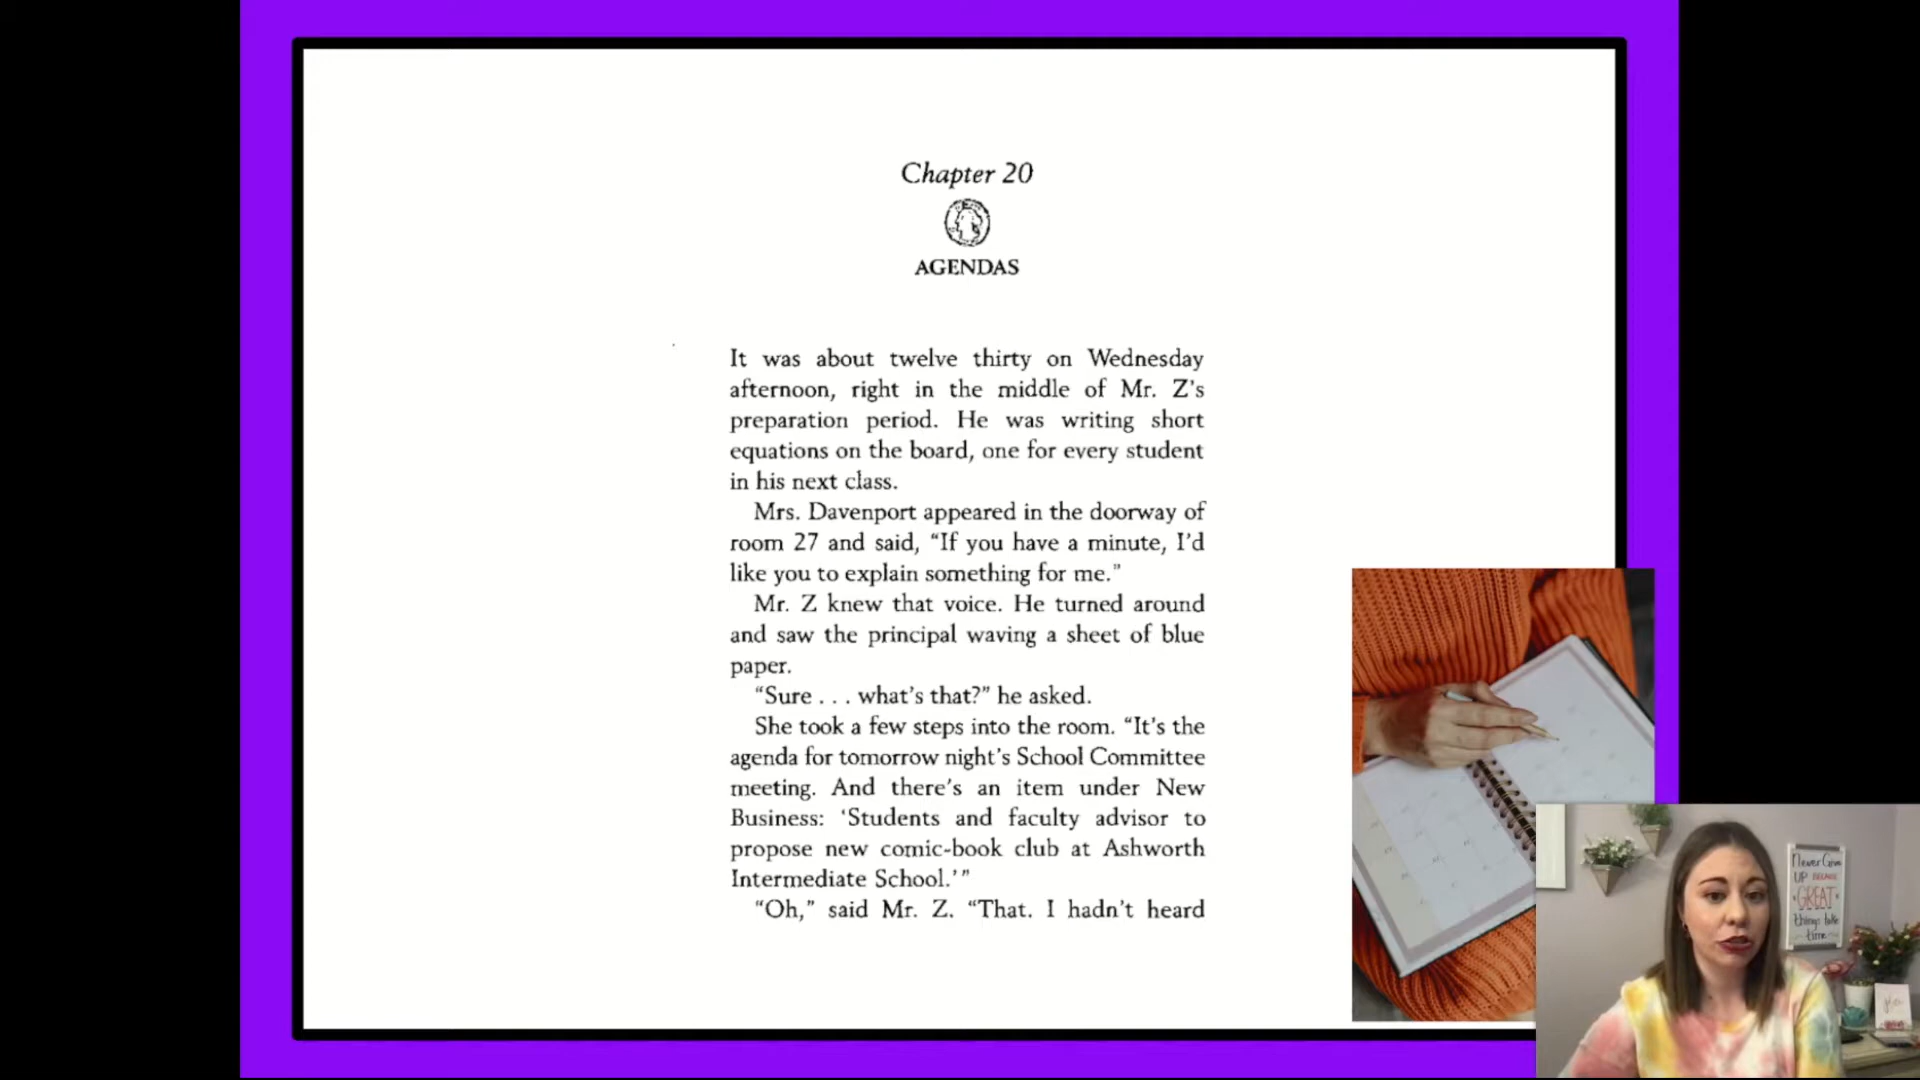 Chapter 20
AGENDAS
It was about twelve thirty on Wednesday
afternoon, right in the middle of Mr. Z's
preparation period. He was writing short
equations on the board, one for every student
in his next class.
Mrs. Davenport appeared in the doorway of
room 27 and said, “If you have a minute, I'd
like you to explain something for me.”
Mr. Z knew that voice. He turned around
and saw the principal waving a sheet of blue
paper.
“Sure . . . what's that?” he asked.
She took a few steps into the room. “It's the
agenda for tomorrow night's School Committee
meeting. And there's an item under New
Business: ‘Students and faculty advisor to
propose new comic-book club at Ashworth
Intermediate School.’”
“Oh,” said Mr. Z. “That. I hadn't heard
Never Give
UP BECAUSE
GREAT
things take
time